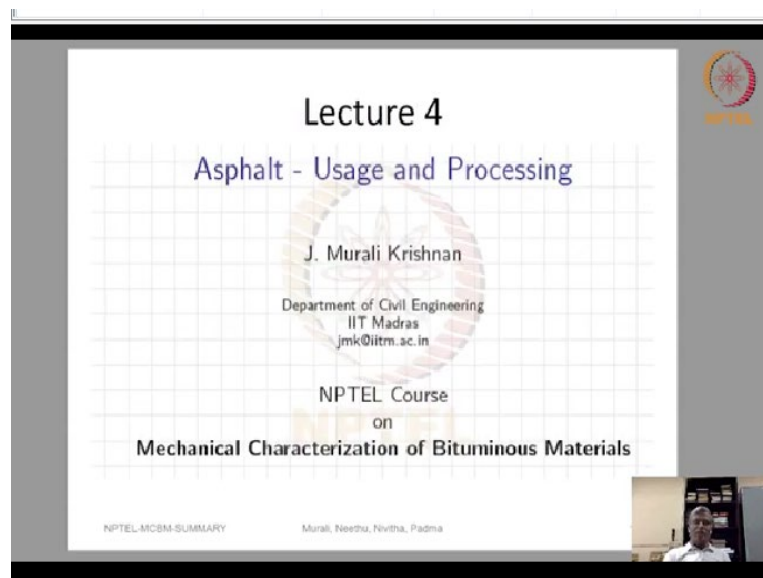 NPTEL
Lecture 4
Asphalt - Usage and Processing
J. Murali Krishnan
Department of Civil Engineering
IIT Madras
jmk@iitm.ac.in
NPTEL Course
on
Mechanical Characterization of Bituminous Materials
NPTEL-MCBM-SUMMARY
Murali, Neethu, Nivitha, Padma